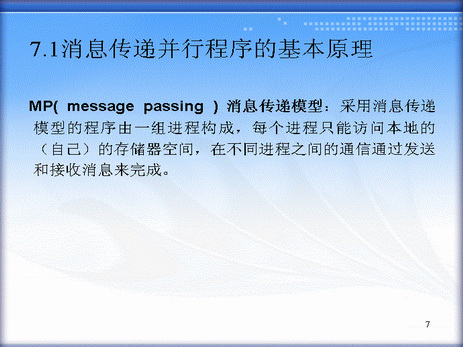 7.1消息传递并行程序的基本原理
MP( message passing ) 消息传递模型：采用消息传递
模型的程序由一组进程构成，每个进程只能访问本地的
（自己）的存储器空间，在不同进程之间的通信通过发送
和接收消息来完成。
7